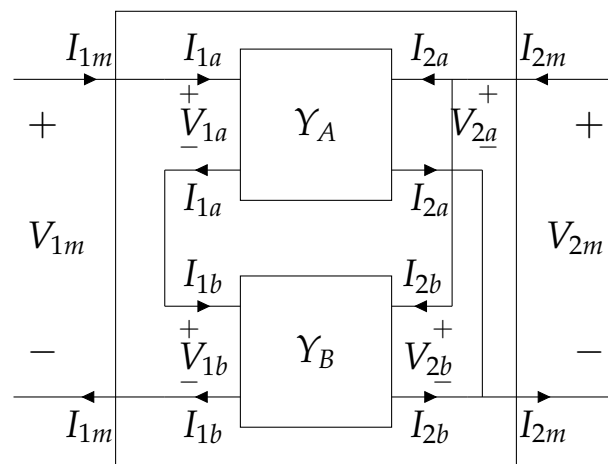 I1m I1a I2a I2m
+ + + +
V1a YA V2a
− −
I1a I2a
V1m V2m
I1b I2b
+ +
− V1b YB V2b −
− −
I1m I1b I2b I2m